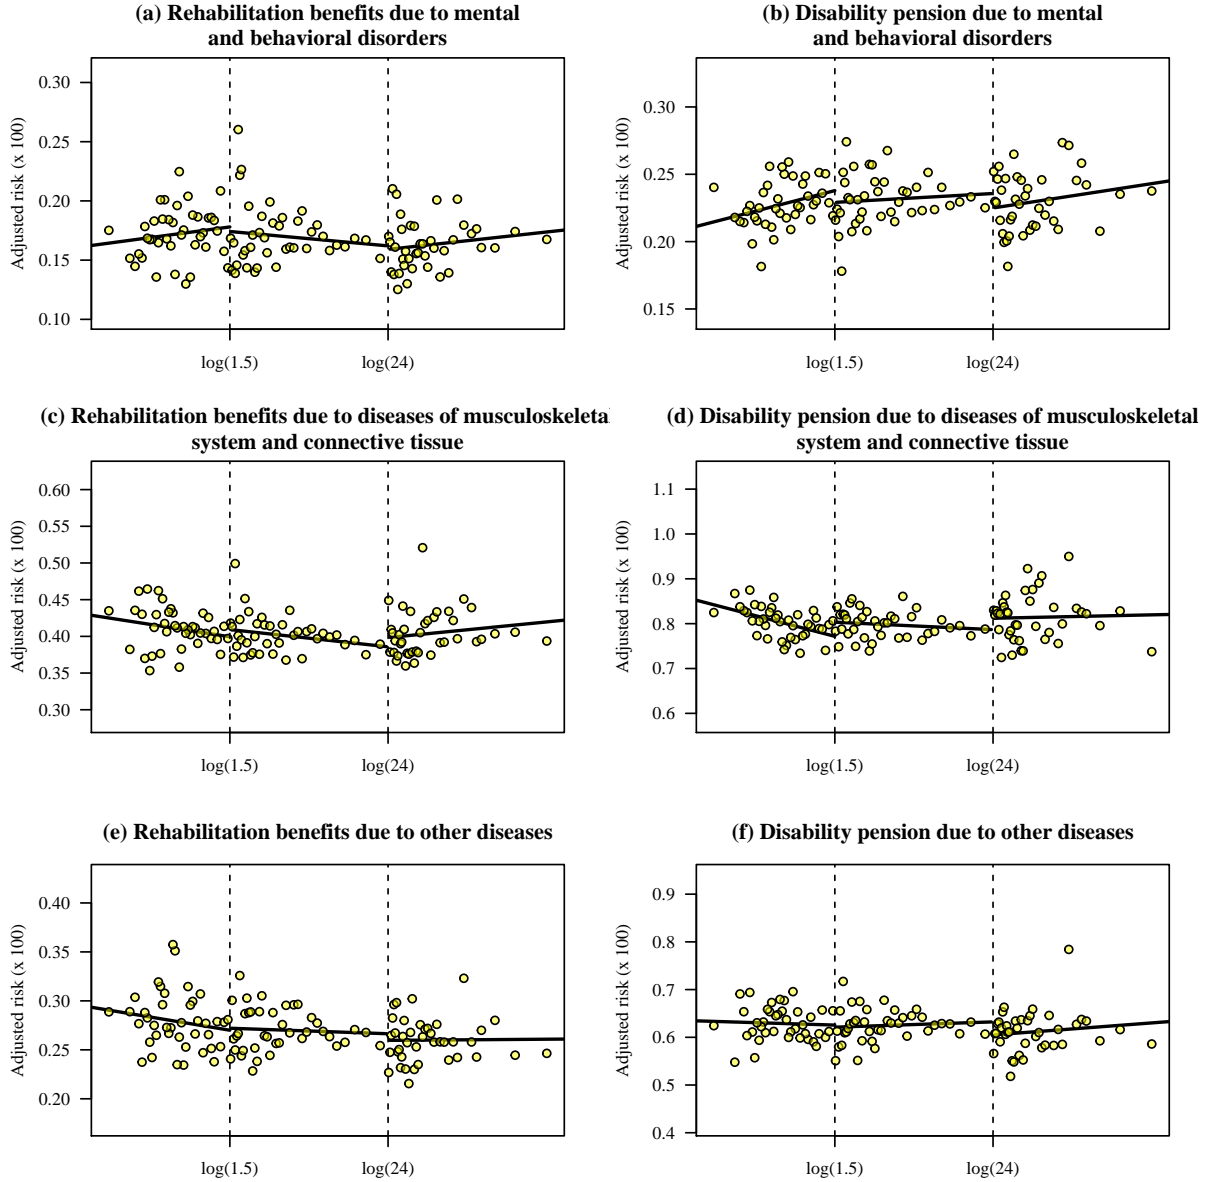 (a) Rehabilitation benefits due to mental
and behavioral disorders
Adjusted risk (x 100)
0.30
0.25
0.20
0.15
0.10
log(1.5)
log(24)
(b) Disability pension due to mental
and behavioral disorders
Adjusted risk (x 100)
0.30
0.25
0.20
0.15
log(1.5)
log(24)
(c) Rehabilitation benefits due to diseases of musculoskeletal
system and connective tissue
Adjusted risk (x 100)
0.60
0.55
0.50
0.45
0.40
0.35
0.30
log(1.5)
log(24)
(d) Disability pension due to diseases of musculoskeletal
system and connective tissue
Adjusted risk (x 100)
1.1
1.0
0.9
0.8
0.7
0.6
log(1.5)
log(24)
(e) Rehabilitation benefits due to other diseases
Adjusted risk (x 100)
0.40
0.35
0.30
0.25
0.20
log(1.5)
log(24)
(f) Disability pension due to other diseases
Adjusted risk (x 100)
0.9
0.8
0.7
0.6
0.5
0.4
log(1.5)
log(24)